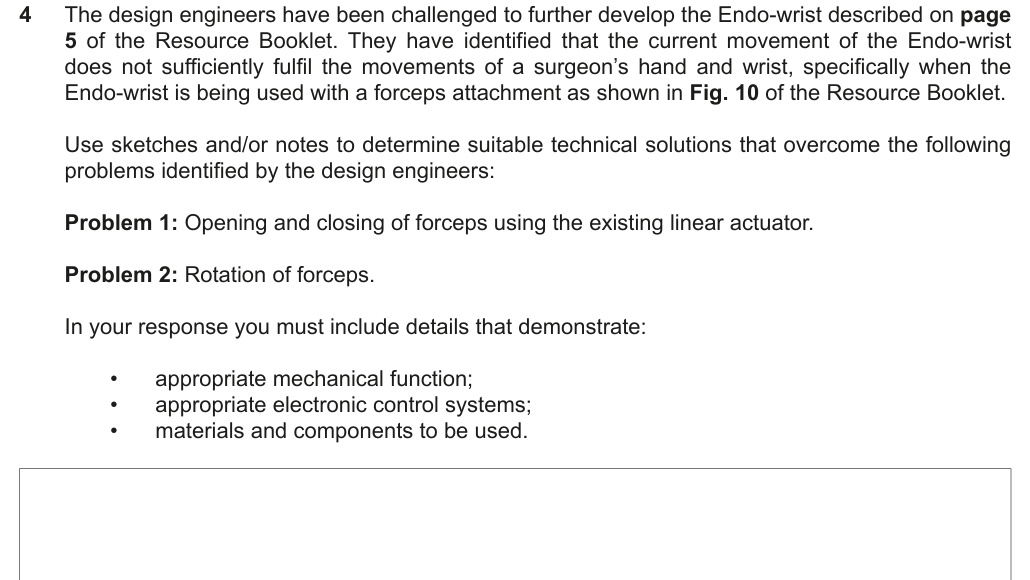 4 The design engineers have been challenged to further develop the Endo-wrist described on page
5 of the Resource Booklet. They have identified that the current movement of the Endo-wrist
does not sufficiently fulfil the movements of a surgeon's hand and wrist, specifically when the
Endo-wrist is being used with a forceps attachment as shown in Fig. 10 of the Resource Booklet.
Use sketches and/or notes to determine suitable technical solutions that overcome the following
problems identified by the design engineers:
Problem 1: Opening and closing of forceps using the existing linear actuator.
Problem 2: Rotation of forceps.
In your response you must include details that demonstrate:
• appropriate mechanical function;
• appropriate electronic control systems;
• materials and components to be used.